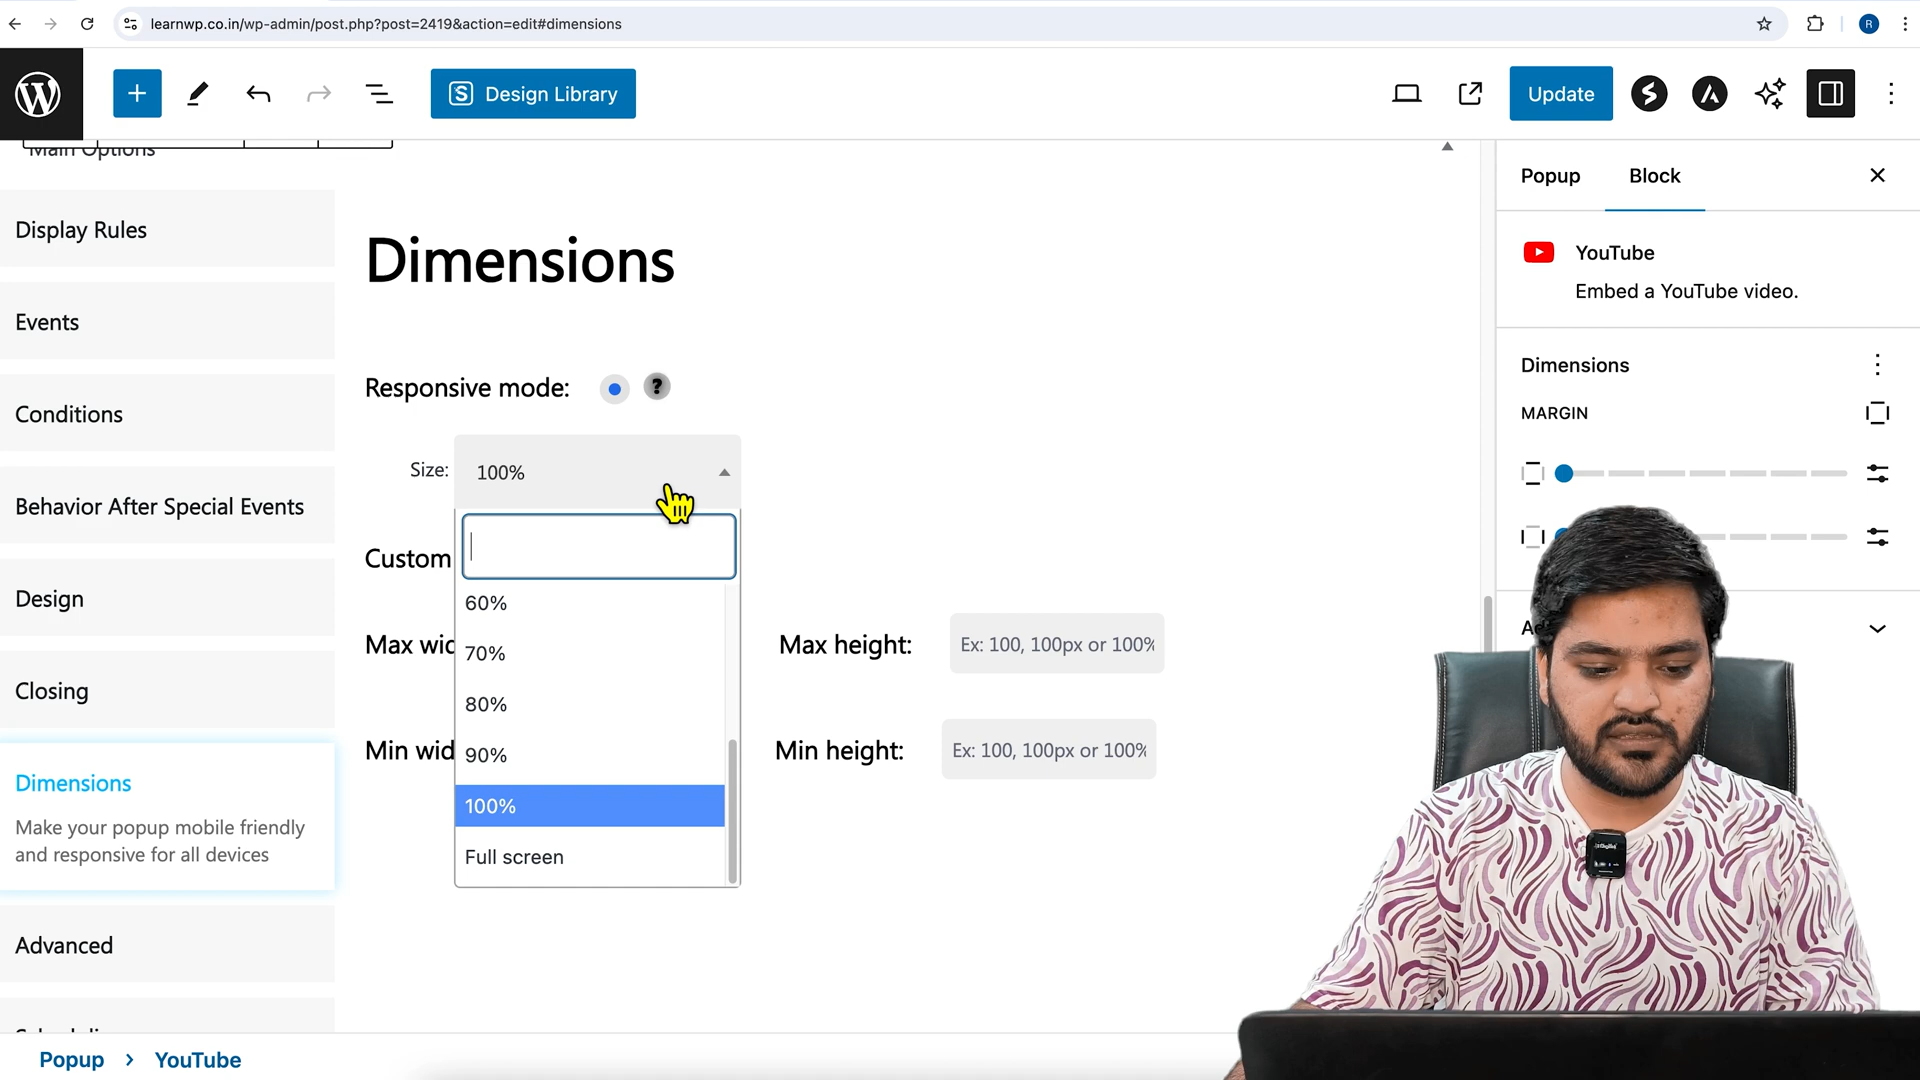 learnwp.co.in/wp-admin/post.php?post=2419&action=edit#dimensions
R
Design Library
Update
Main Options
Display Rules
Events
Conditions
Behavior After Special Events
Design
Closing
Dimensions
Make your popup mobile friendly
and responsive for all devices
Advanced
Dimensions
Responsive mode: ?
Size: 100%
Custom
60%
70%
80%
90%
100%
Full screen
Max wid
Max height: Ex: 100, 100px or 100%
Min wid
Min height: Ex: 100, 100px or 100%
Popup Block
YouTube
Embed a YouTube video.
Dimensions
MARGIN
Popup > YouTube